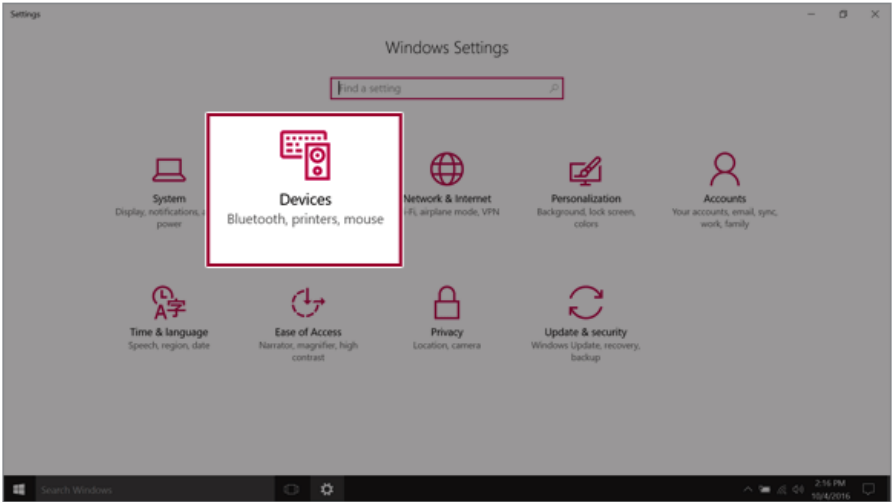 Settings
Windows Settings
Find a setting
System
Display, notifications,
power
Devices
Bluetooth, printers, mouse
Network & Internet
-Fi, airplane mode, VPN
Personalization
Background, lock screen,
colors
Accounts
Your accounts, email, sync,
work, family
A字
Time & language
Speech, region, date
Ease of Access
Narrator, magnifier, high
contrast
Privacy
Location, camera
Update & security
Windows Update, recovery,
backup
Search Windows
2:16 PM
10/4/2016